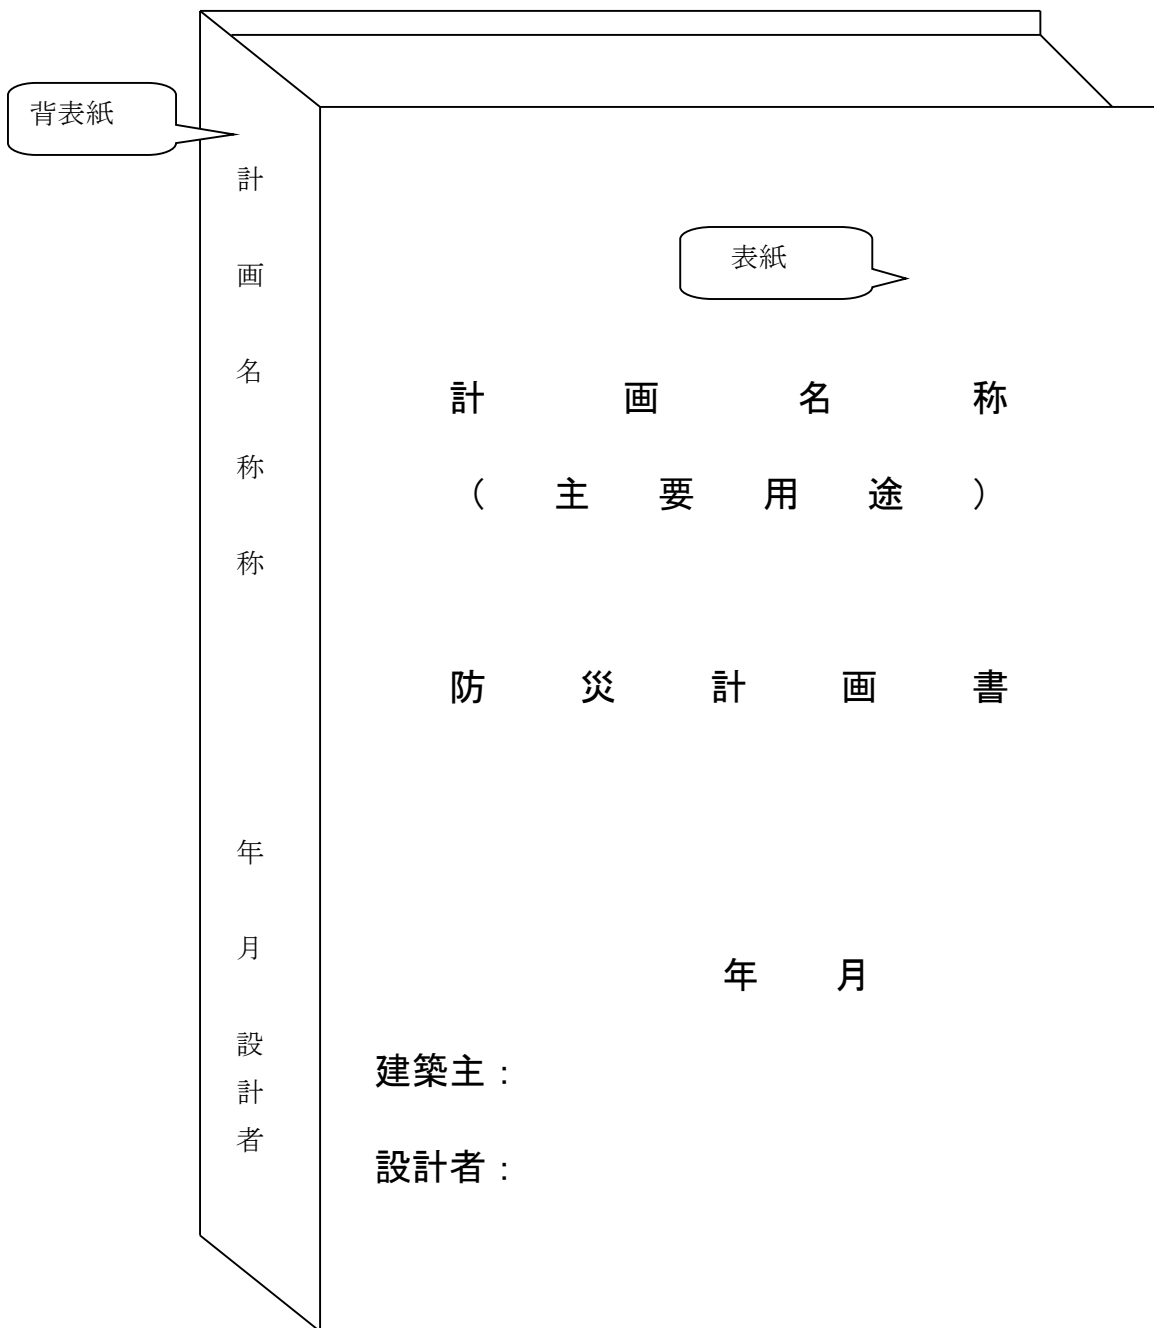 背表紙
計画名称称
年月
設計者
表紙
計画名称
(主要用途)
防災計画書
年 月
建築主:
設計者: